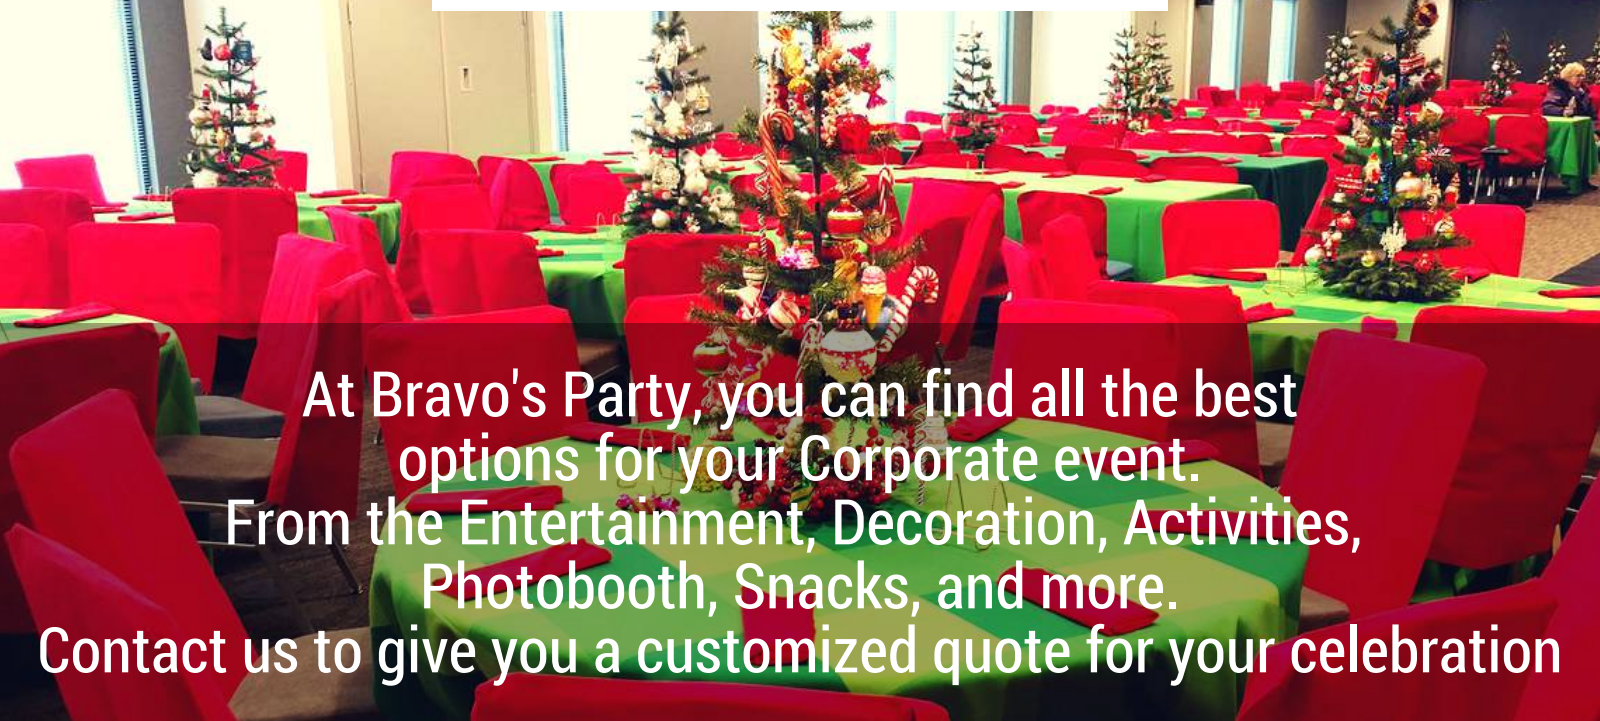 At Bravo's Party, you can find all the best
options for your Corporate event.
From the Entertainment, Decoration, Activities,
Photobooth, Snacks, and more.
Contact us to give you a customized quote for your celebration